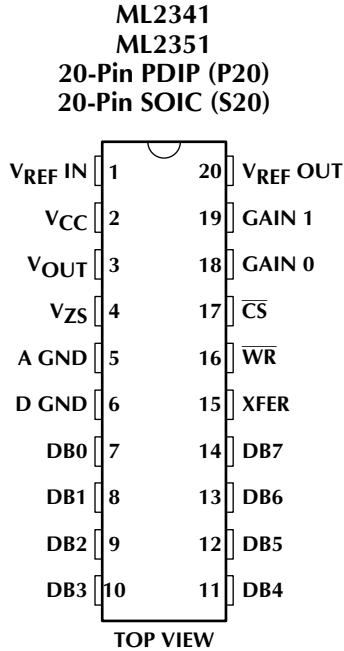 ML2341
ML2351
20-Pin PDIP (P20)
20-Pin SOIC (S20)
VREF IN 1 20 VREF OUT
VCC 2 19 GAIN 1
VOUT 3 18 GAIN 0
VZS 4 17 C̅S̅
A GND 5 16 W̅R̅
D GND 6 15 XFER
DB0 7 14 DB7
DB1 8 13 DB6
DB2 9 12 DB5
DB3 10 11 DB4
TOP VIEW